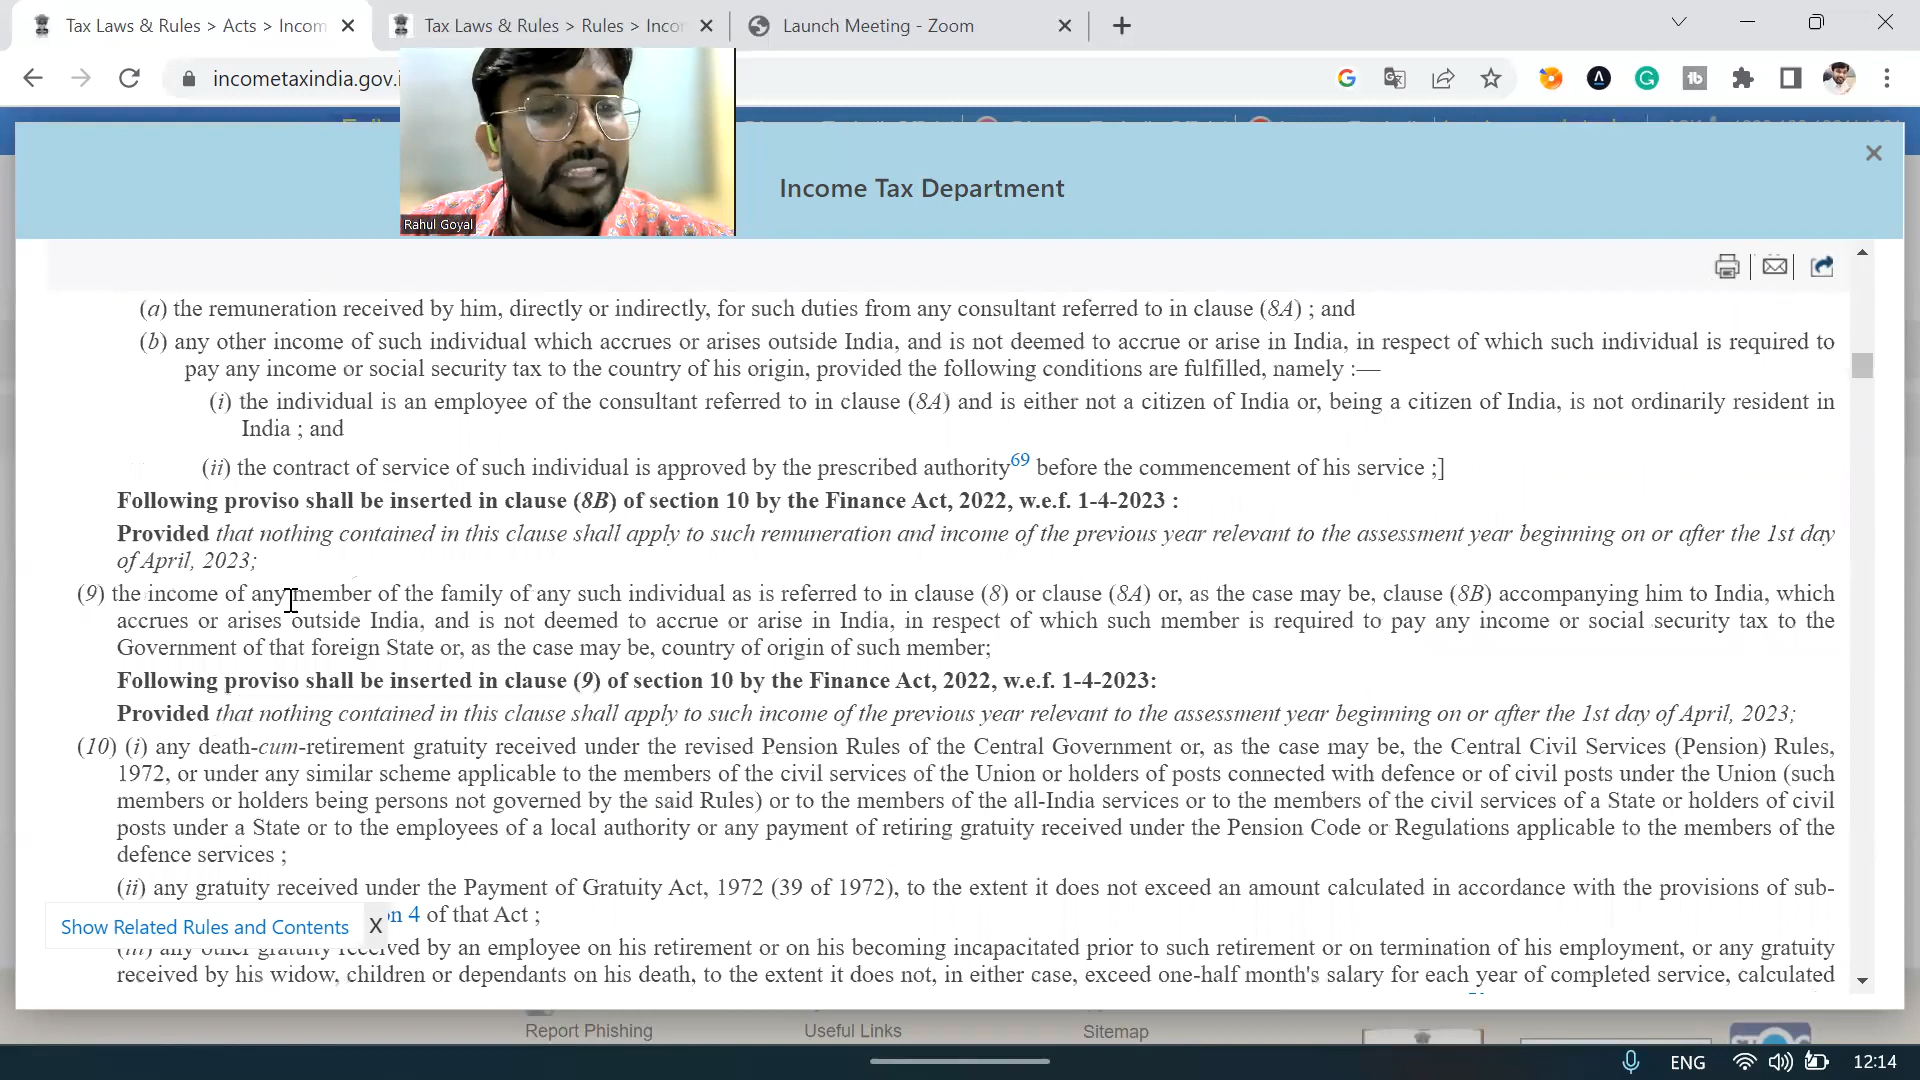 Tax Laws & Rules > Acts > Incom
Tax Laws & Rules > Rules > Inco
Launch Meeting - Zoom
incometaxindia.gov.i
Rahul Goyal
Income Tax Department
(a) the remuneration received by him, directly or indirectly, for such duties from any consultant referred to in clause (8A) ; and
(b) any other income of such individual which accrues or arises outside India, and is not deemed to accrue or arise in India, in respect of which such individual is required to
pay any income or social security tax to the country of his origin, provided the following conditions are fulfilled, namely :—
(i) the individual is an employee of the consultant referred to in clause (8A) and is either not a citizen of India or, being a citizen of India, is not ordinarily resident in
India ; and
(ii) the contract of service of such individual is approved by the prescribed authority69 before the commencement of his service ;]
Following proviso shall be inserted in clause (8B) of section 10 by the Finance Act, 2022, w.e.f. 1-4-2023 :
Provided that nothing contained in this clause shall apply to such remuneration and income of the previous year relevant to the assessment year beginning on or after the 1st day
of April, 2023;
(9) the income of any member of the family of any such individual as is referred to in clause (8) or clause (8A) or, as the case may be, clause (8B) accompanying him to India, which
accrues or arises outside India, and is not deemed to accrue or arise in India, in respect of which such member is required to pay any income or social security tax to the
Government of that foreign State or, as the case may be, country of origin of such member;
Following proviso shall be inserted in clause (9) of section 10 by the Finance Act, 2022, w.e.f. 1-4-2023:
Provided that nothing contained in this clause shall apply to such income of the previous year relevant to the assessment year beginning on or after the 1st day of April, 2023;
(10) (i) any death-cum-retirement gratuity received under the revised Pension Rules of the Central Government or, as the case may be, the Central Civil Services (Pension) Rules,
1972, or under any similar scheme applicable to the members of the civil services of the Union or holders of posts connected with defence or of civil posts under the Union (such
members or holders being persons not governed by the said Rules) or to the members of the all-India services or to the members of the civil services of a State or holders of civil
posts under a State or to the employees of a local authority or any payment of retiring gratuity received under the Pension Code or Regulations applicable to the members of the
defence services ;
(ii) any gratuity received under the Payment of Gratuity Act, 1972 (39 of 1972), to the extent it does not exceed an amount calculated in accordance with the provisions of sub-
on 4 of that Act ;
Show Related Rules and Contents X
(iii) any other gratuity received by an employee on his retirement or on his becoming incapacitated prior to such retirement or on termination of his employment, or any gratuity
received by his widow, children or dependants on his death, to the extent it does not, in either case, exceed one-half month's salary for each year of completed service, calculated
Report Phishing
Useful Links
Sitemap
ENG
12:14